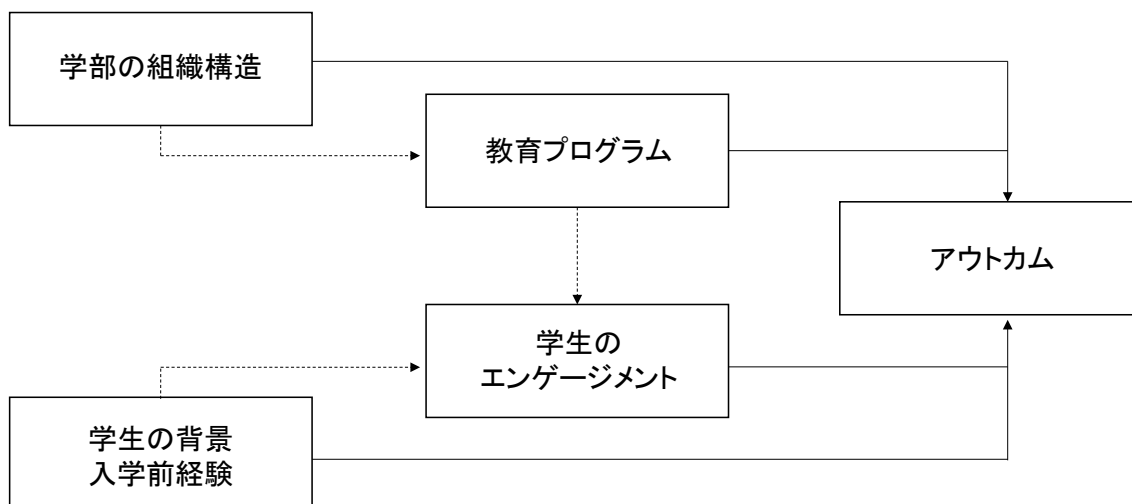 学部の組織構造
教育プログラム
アウトカム
学生の
エンゲージメント
学生の背景
入学前経験